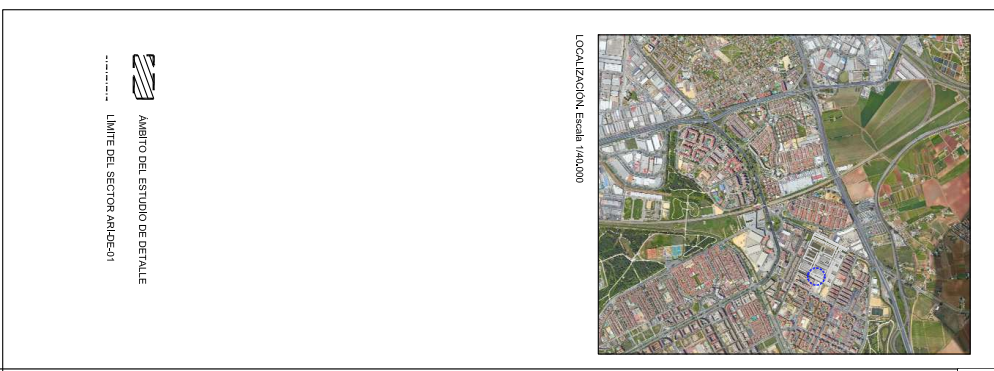 LOCALIZACIÓN. Escala 1/40.000
ÁMBITO DEL ESTUDIO DE DETALLE
LÍMITE DEL SECTOR ARI-DE-01